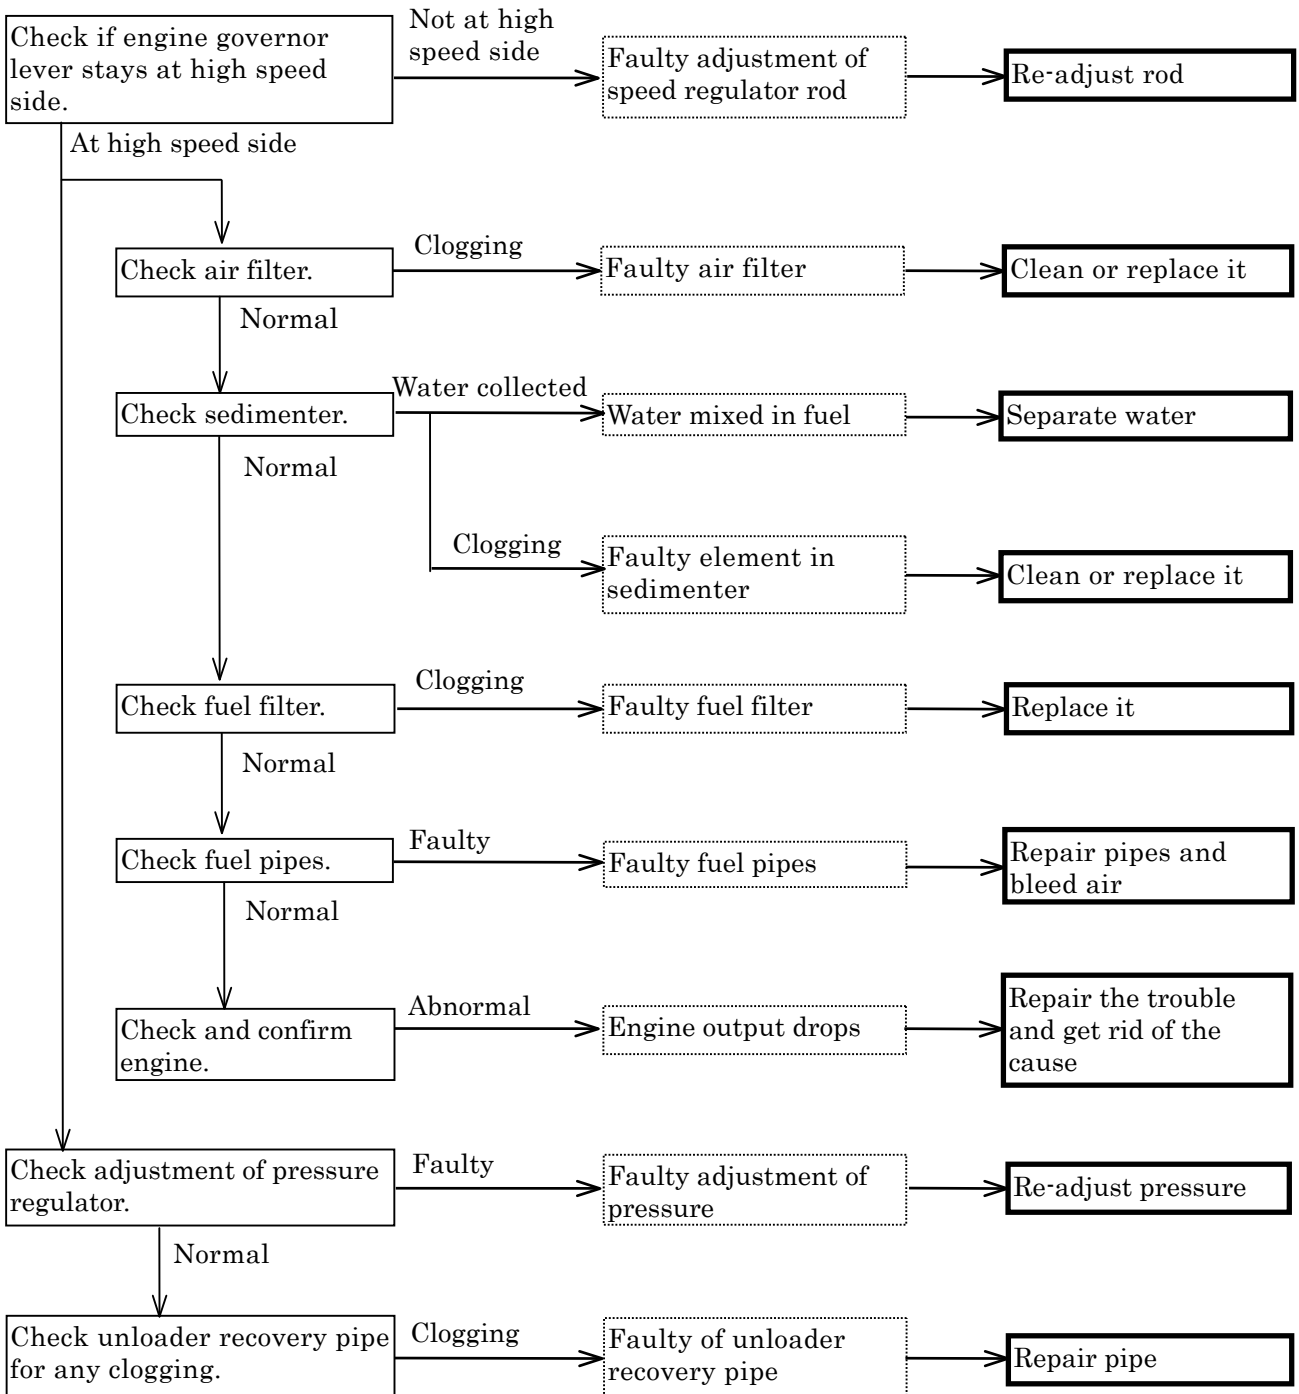 Check if engine governor
lever stays at high speed
side.
Not at high
speed side
Faulty adjustment of
speed regulator rod
Re-adjust rod
At high speed side
Check air filter.
Clogging
Faulty air filter
Clean or replace it
Normal
Check sedimenter.
Water collected
Water mixed in fuel
Separate water
Normal
Clogging
Faulty element in
sedimenter
Clean or replace it
Check fuel filter.
Clogging
Faulty fuel filter
Replace it
Normal
Check fuel pipes.
Faulty
Faulty fuel pipes
Repair pipes and
bleed air
Normal
Check and confirm
engine.
Abnormal
Engine output drops
Repair the trouble
and get rid of the
cause
Check adjustment of pressure
regulator.
Faulty
Faulty adjustment of
pressure
Re-adjust pressure
Normal
Check unloader recovery pipe
for any clogging.
Clogging
Faulty of unloader
recovery pipe
Repair pipe